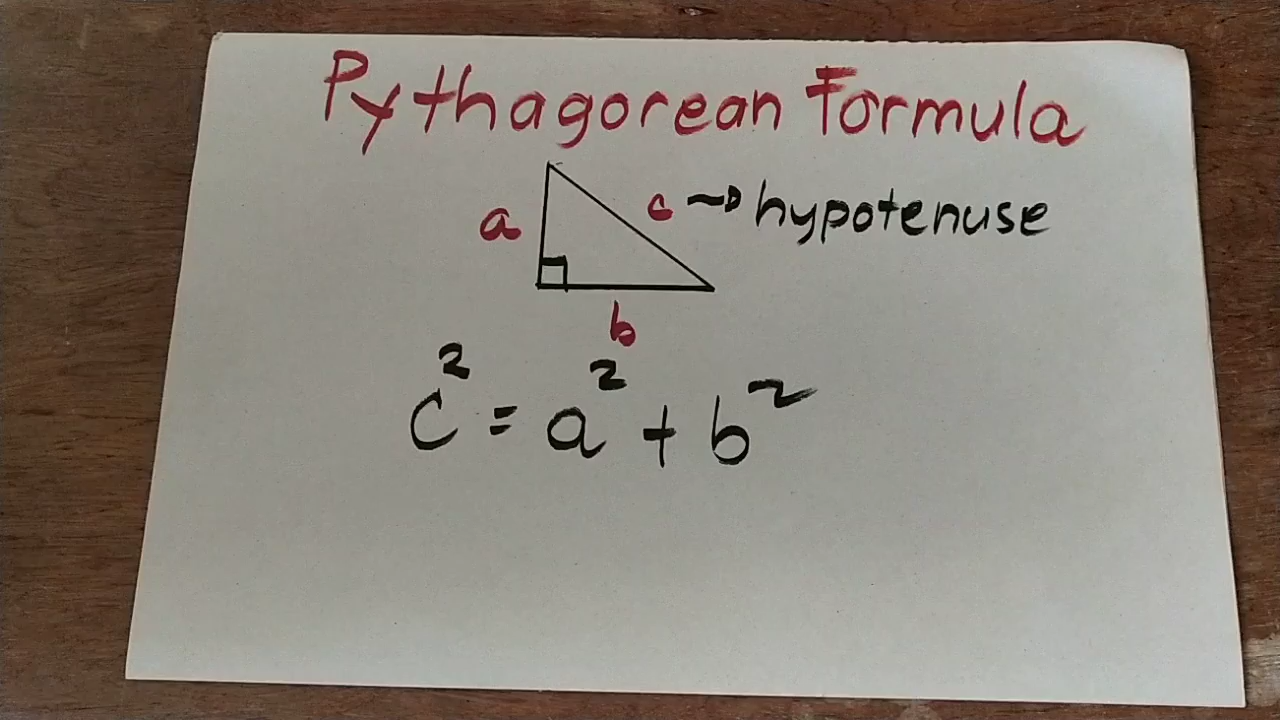 Pythagorean Formula
a
c → hypotenuse
b
c² = a² + b²